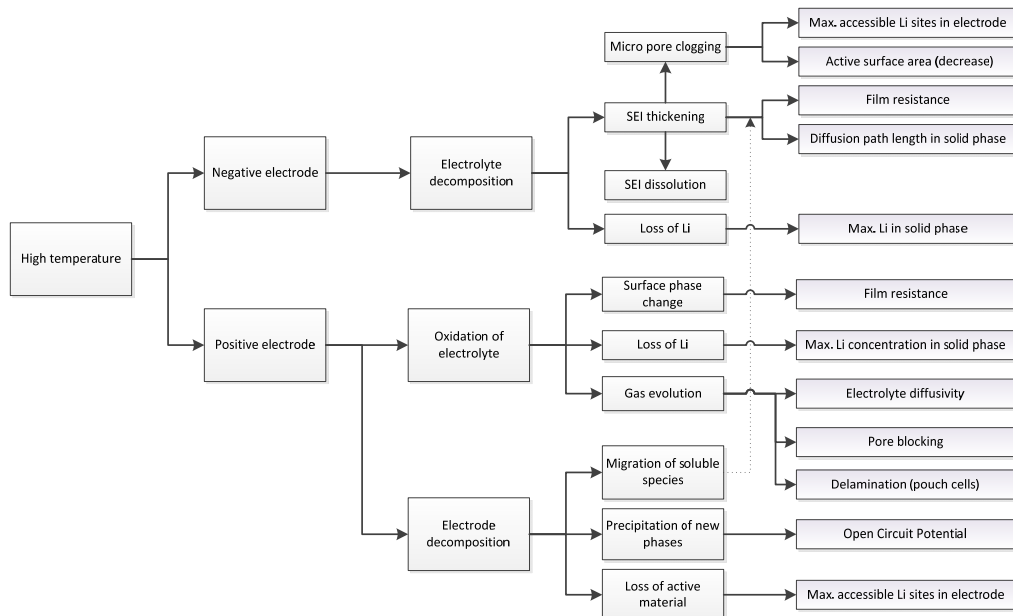 Max. accessible Li sites in electrode
Micro pore clogging
Active surface area (decrease)
Film resistance
SEI thickening
Diffusion path length in solid phase
Negative electrode
Electrolyte
decomposition
SEI dissolution
Loss of Li
Max. Li in solid phase
High temperature
Surface phase
change
Film resistance
Positive electrode
Oxidation of
electrolyte
Loss of Li
Max. Li concentration in solid phase
Gas evolution
Electrolyte diffusivity
Pore blocking
Migration of soluble
species
Delamination (pouch cells)
Electrode
decomposition
Precipitation of new
phases
Open Circuit Potential
Loss of active
material
Max. accessible Li sites in electrode